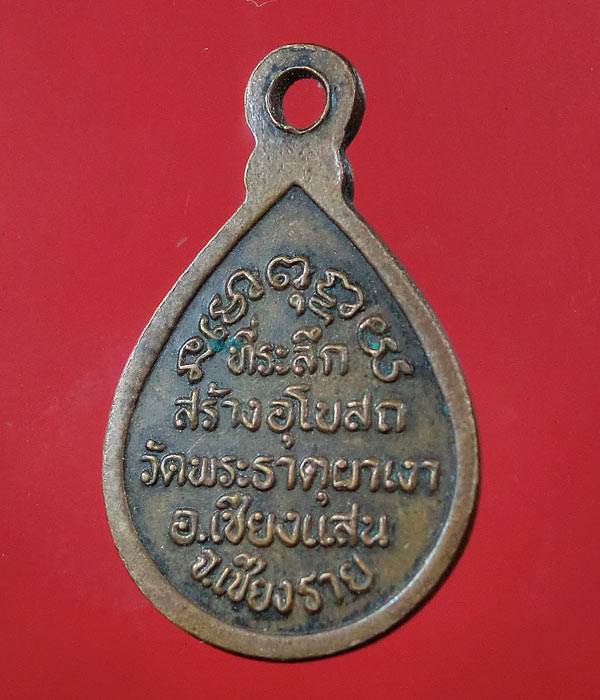 ที่ระลึก
สร้างอุโบสถ
วัดพระธาตุผาเงา
อ.เชียงแสน
จ.เชียงราย